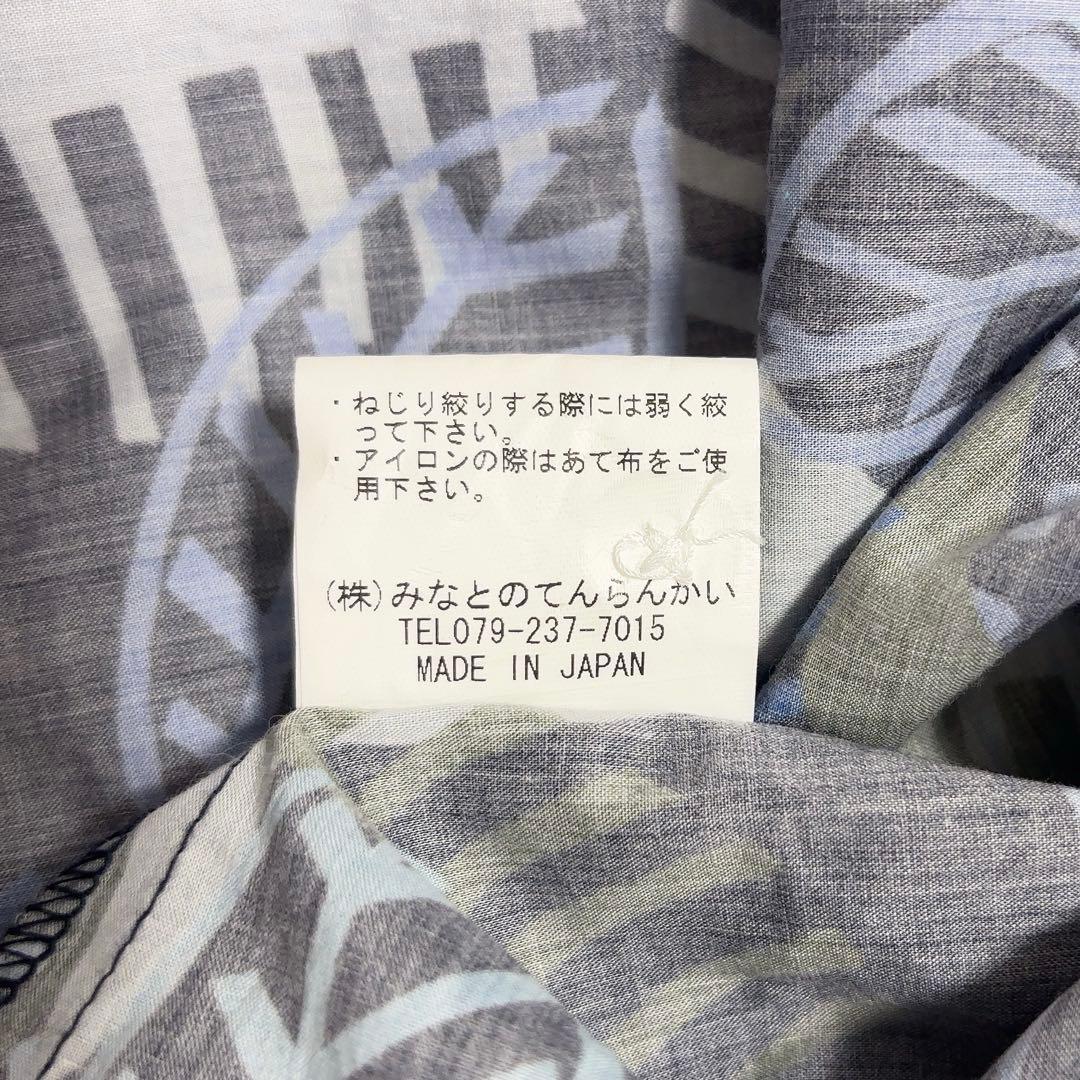 ・ねじり絞りする際には弱く絞
って下さい。
・アイロンの際はあて布をご使
用下さい。
(株)みなとのてんらんかい
TEL079-237-7015
MADE IN JAPAN